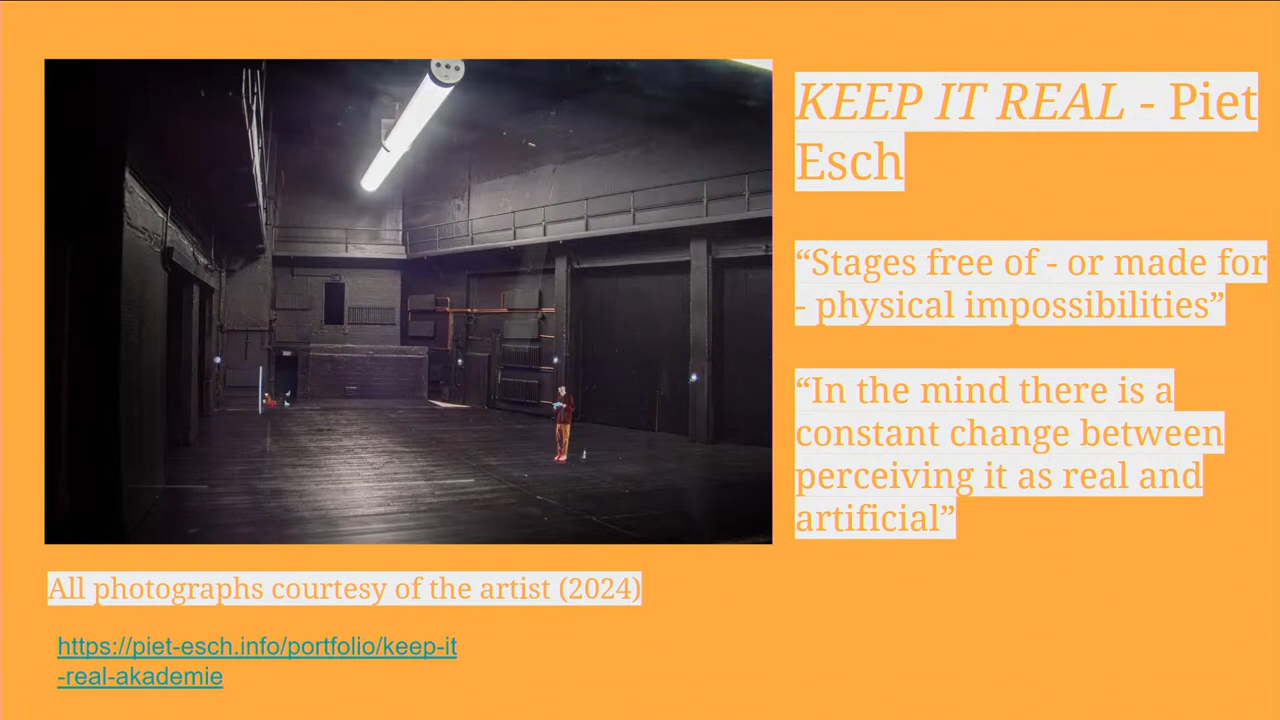 KEEP IT REAL - Piet
Esch
“Stages free of - or made for
- physical impossibilities”
“In the mind there is a
constant change between
perceiving it as real and
artificial”
All photographs courtesy of the artist (2024)
https://piet-esch.info/portfolio/keep-it
-real-akademie